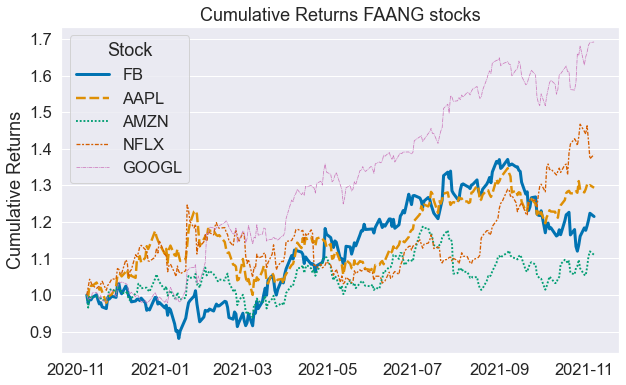 Cumulative Returns FAANG stocks
Cumulative Returns
1.7
1.6
1.5
1.4
1.3
1.2
1.1
1.0
0.9
Stock
FB
AAPL
AMZN
NFLX
GOOGL
2020-11 2021-01 2021-03 2021-05 2021-07 2021-09 2021-11